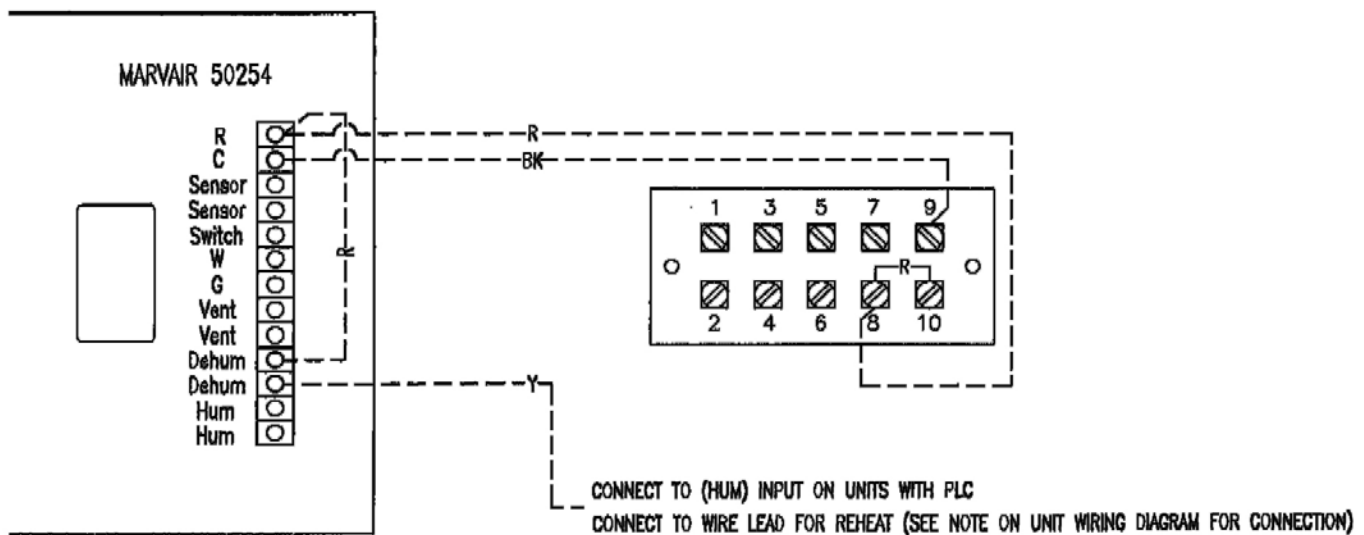 MARVAIR 50254
R
C
Sensor
Sensor
Switch
W
G
Vent
Vent
Dehum
Dehum
Hum
Hum
R
R
BK
Y
1 3 5 7 9
R
2 4 6 8 10
CONNECT TO (HUM) INPUT ON UNITS WITH PLC
CONNECT TO WIRE LEAD FOR REHEAT (SEE NOTE ON UNIT WIRING DIAGRAM FOR CONNECTION)